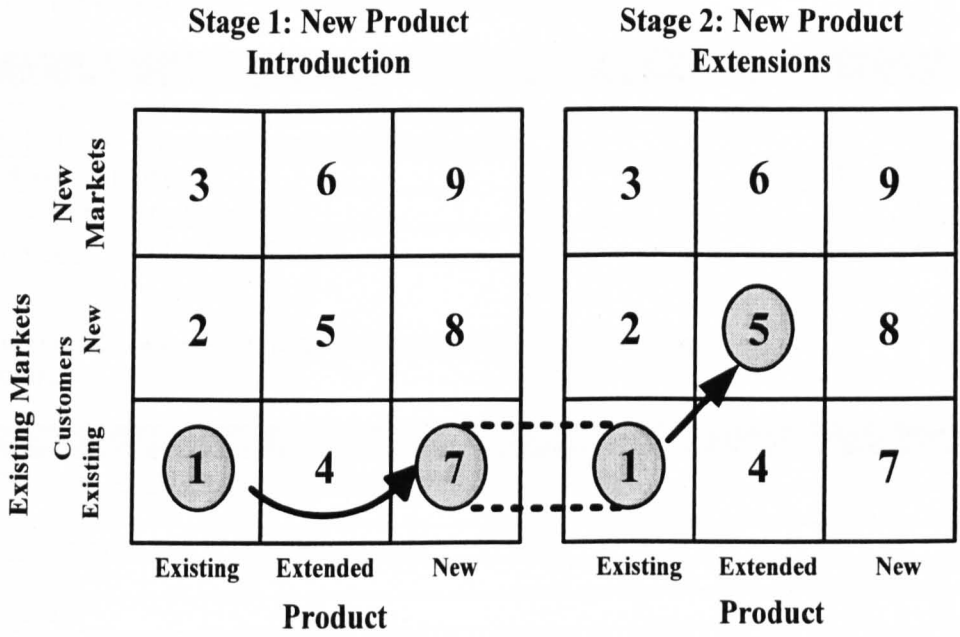 Stage 1: New Product
Introduction
Stage 2: New Product
Extensions
New
Markets
Existing Markets
Customers
New
Existing
3 6 9
2 5 8
1 4 7
3 6 9
2 5 8
1 4 7
Existing Extended New
Product
Existing Extended New
Product